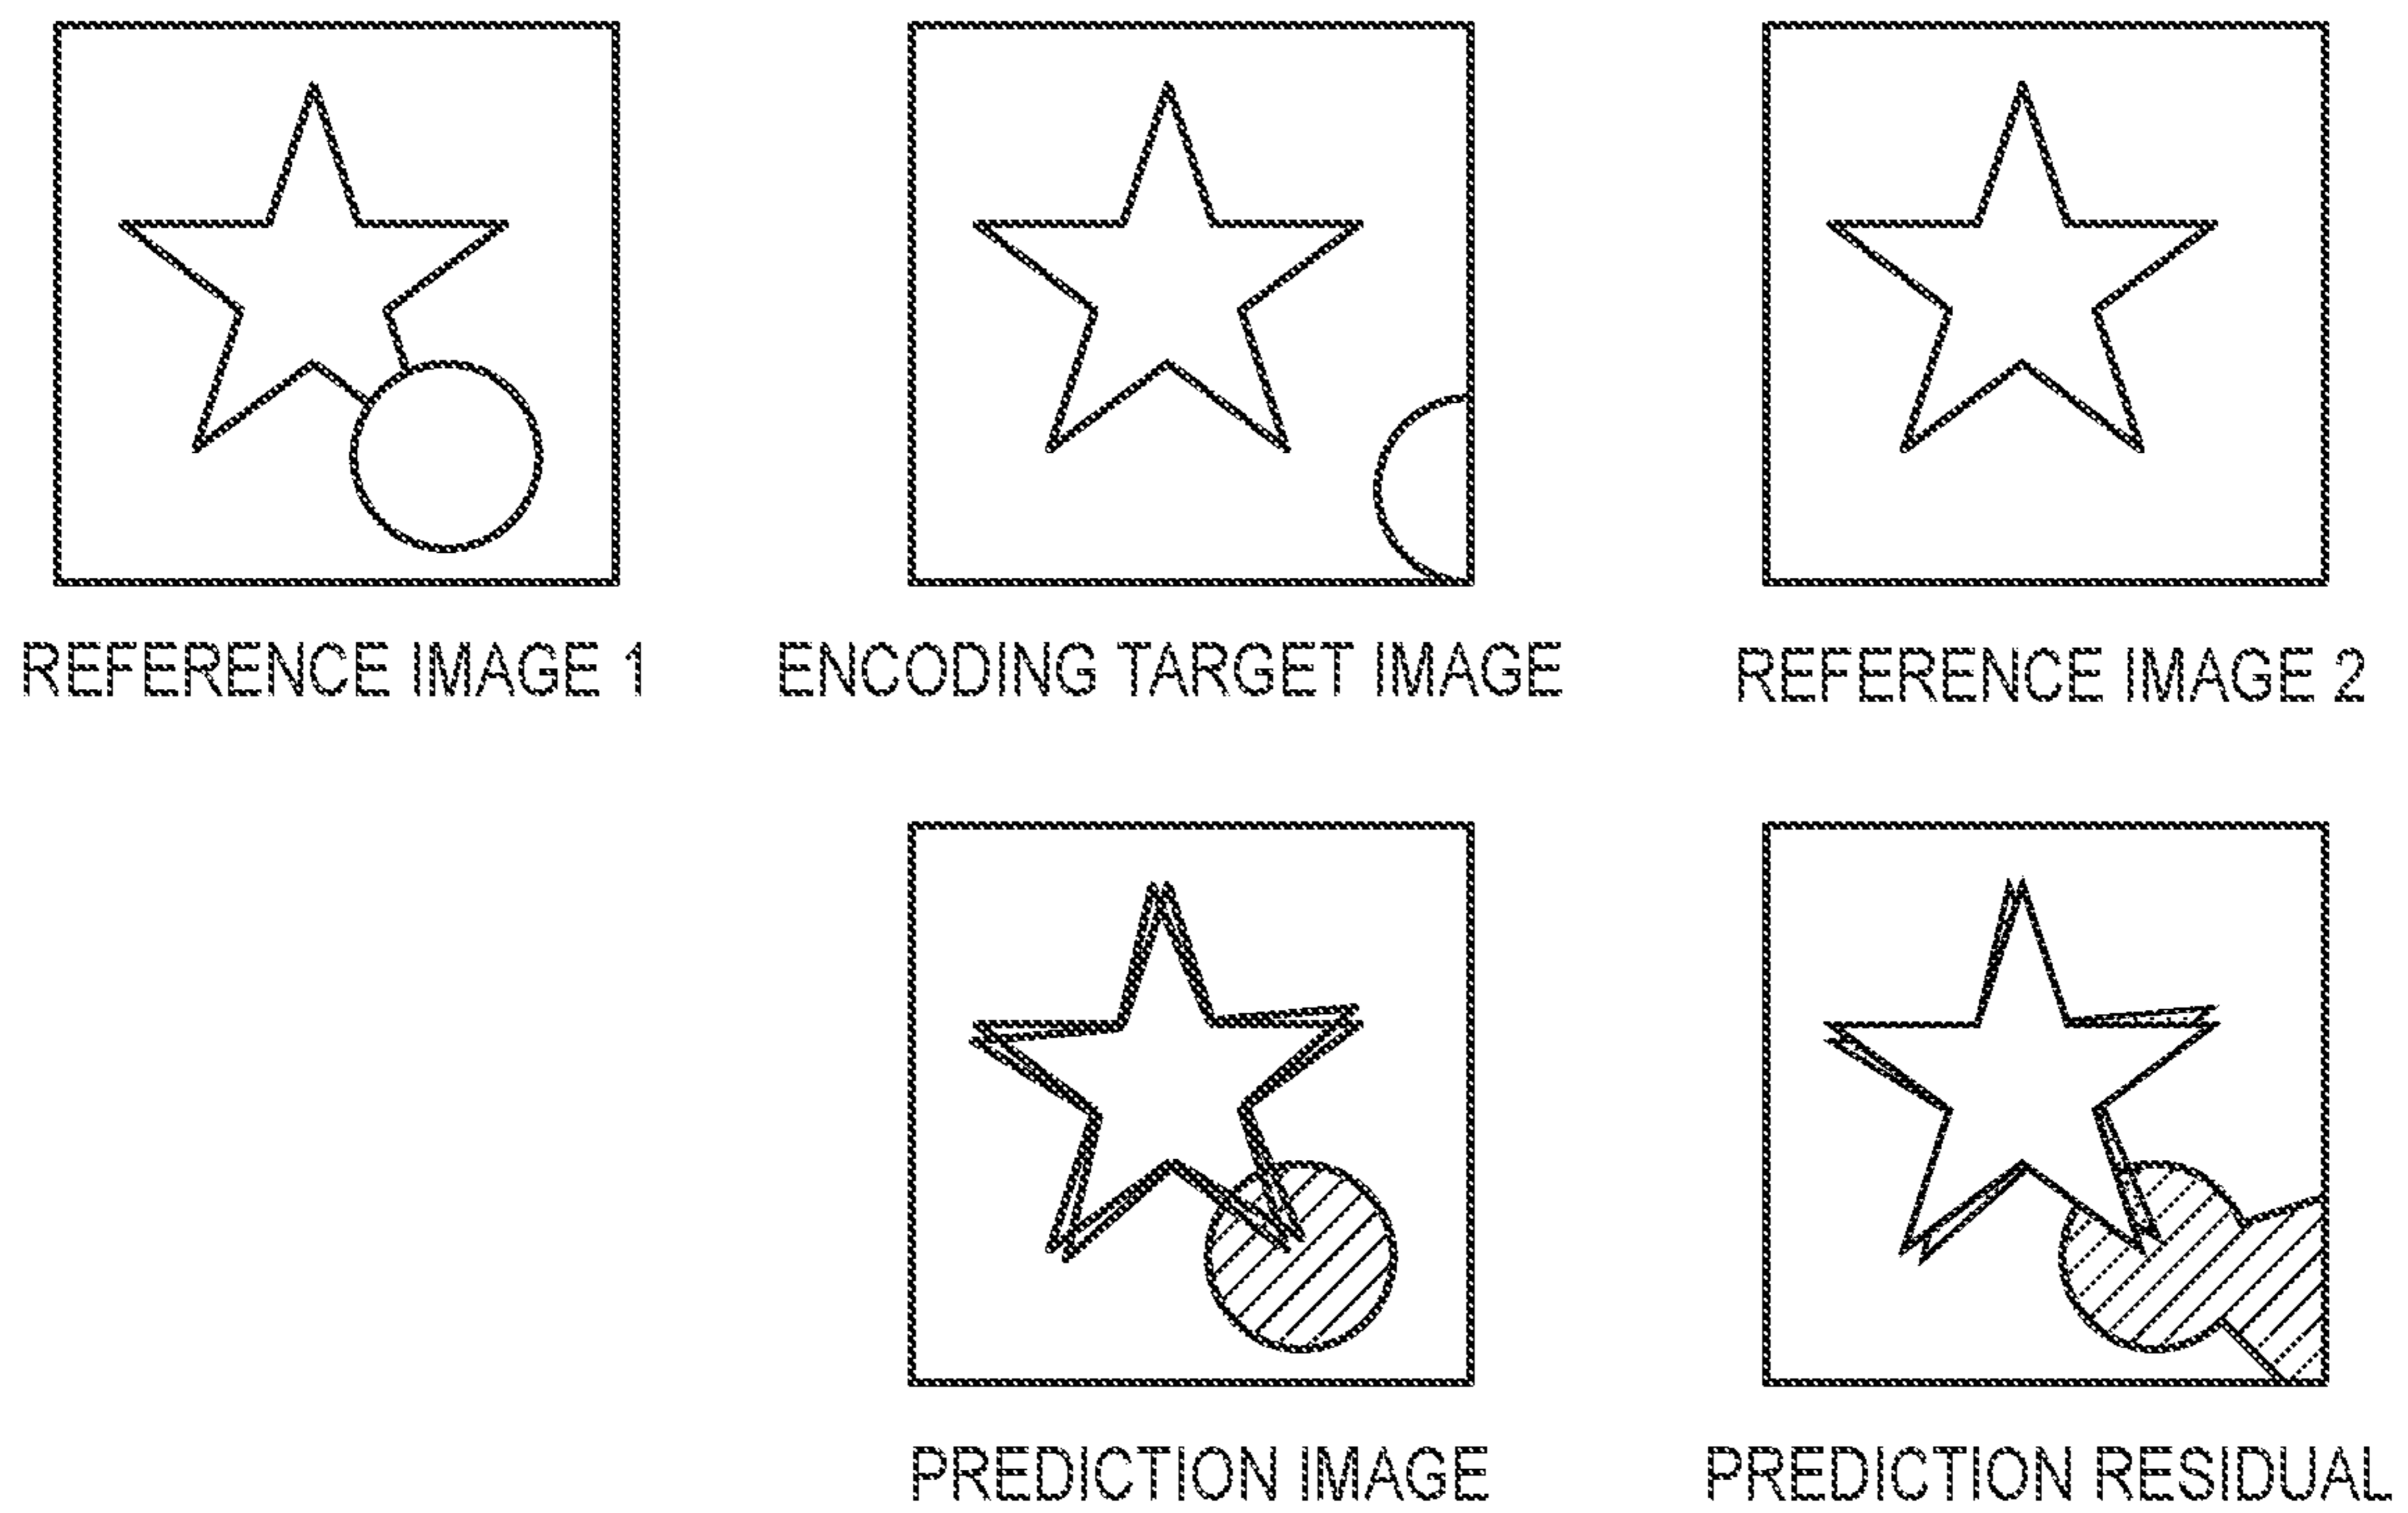 REFERENCE IMAGE 1
ENCODING TARGET IMAGE
REFERENCE IMAGE 2
PREDICTION IMAGE
PREDICTION RESIDUAL